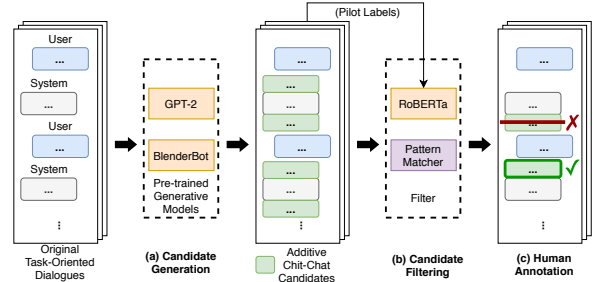 (Pilot Labels)
User
...
System
...
User
...
System
...
⋮
Original
Task-Oriented
Dialogues
GPT-2
BlenderBot
Pre-trained
Generative
Models
(a) Candidate
Generation
...
...
...
...
...
...
...
...
⋮
Additive
Chit-Chat
Candidates
RoBERTa
Pattern
Matcher
Filter
(b) Candidate
Filtering
...
...
...
✗
...
...
✓
...
⋮
(c) Human
Annotation